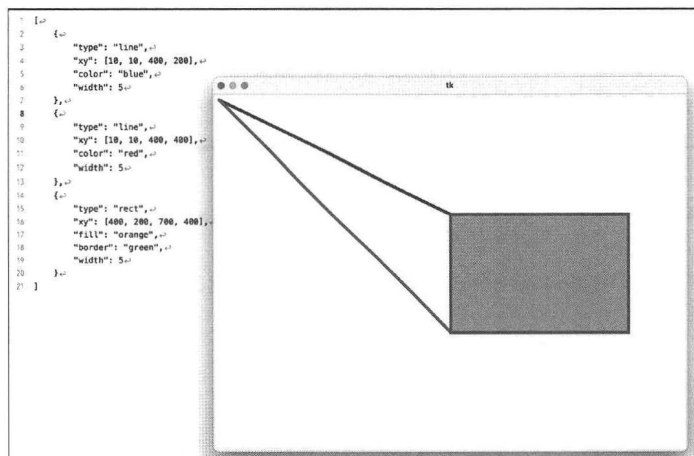 1 [↩
2 {↩
3 "type": "line",↩
4 "xy": [10, 10, 400, 200],↩
5 "color": "blue",↩
6 "width": 5↩
7 },↩
8 {↩
9 "type": "line",↩
10 "xy": [10, 10, 400, 400],↩
11 "color": "red",↩
12 "width": 5↩
13 },↩
14 {↩
15 "type": "rect",↩
16 "xy": [400, 200, 700, 400],↩
17 "fill": "orange",↩
18 "border": "green",↩
19 "width": 5↩
20 }↩
21 ]
tk